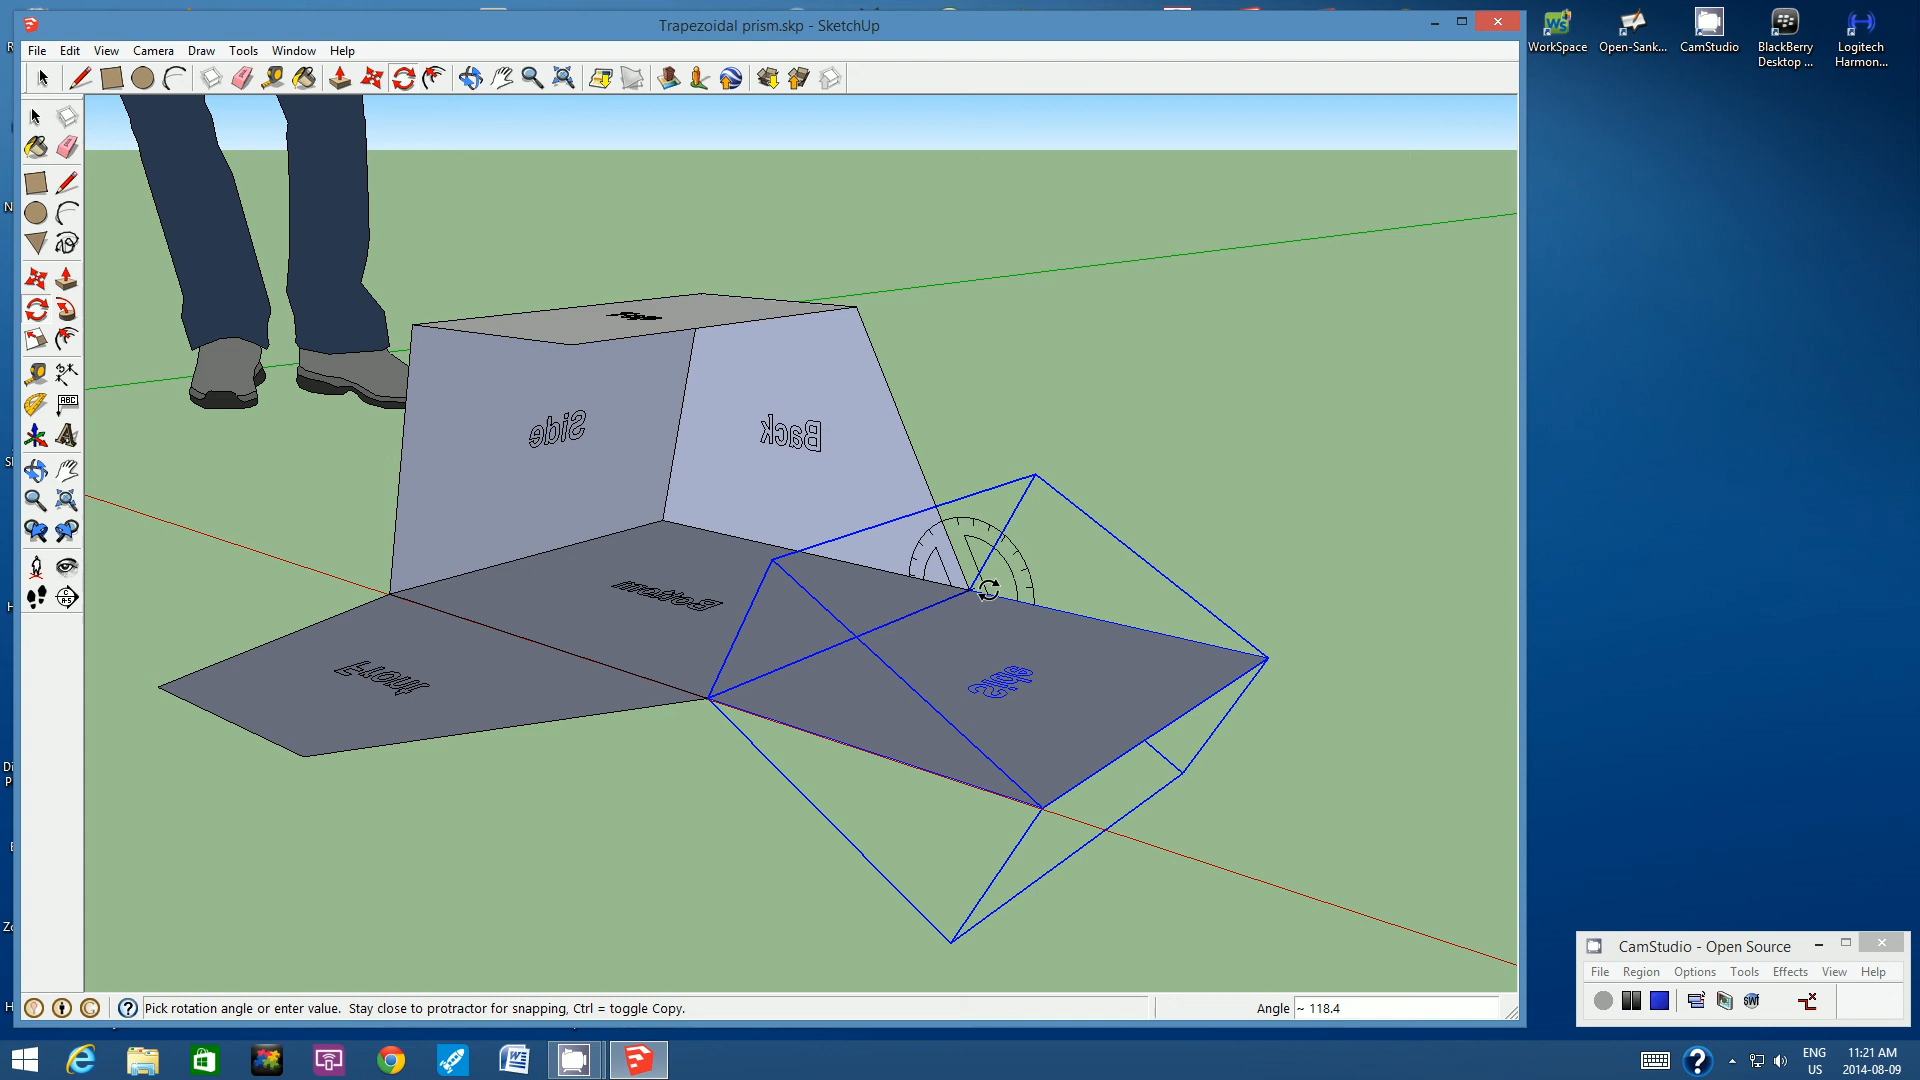 Trapezoidal prism.skp - SketchUp
File Edit View Camera Draw Tools Window Help
WorkSpace
Open-Sank...
CamStudio
BlackBerry
Desktop ...
Logitech
Harmon...
ABC
Side
Back
Bottom
Front
Side
CamStudio - Open Source
File Region Options Tools Effects View Help
Pick rotation angle or enter value. Stay close to protractor for snapping, Ctrl = toggle Copy.
Angle ~ 118.4
ENG
US
11:21 AM
2014-08-09